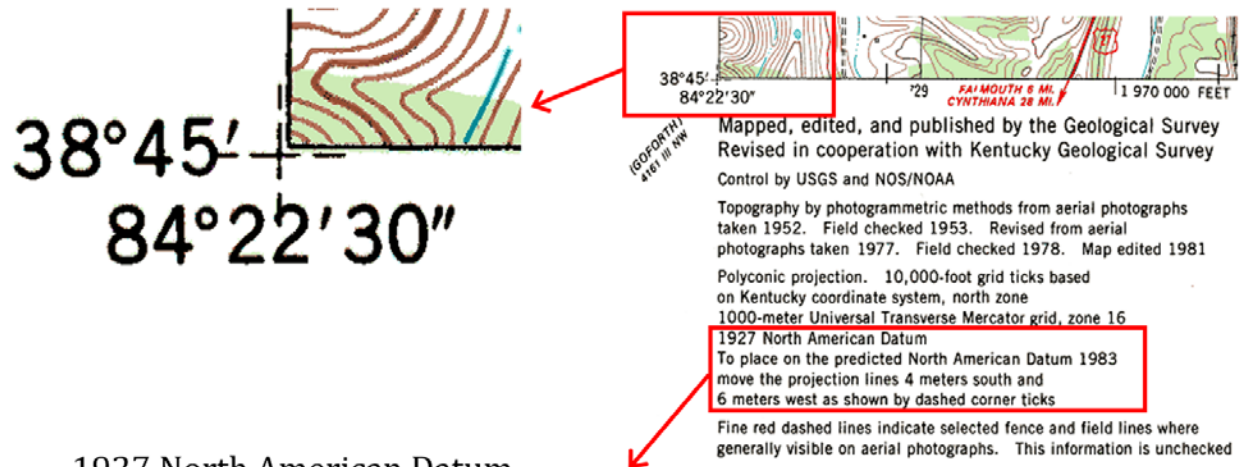 38°45′
84°22′30″
38°45′
84°22′30″
'29
FALMOUTH 6 MI.
CYNTHIANA 28 MI.
1 970 000 FEET
27
(GOFORTH)
4161 III NW
Mapped, edited, and published by the Geological Survey
Revised in cooperation with Kentucky Geological Survey
Control by USGS and NOS/NOAA
Topography by photogrammetric methods from aerial photographs
taken 1952. Field checked 1953. Revised from aerial
photographs taken 1977. Field checked 1978. Map edited 1981
Polyconic projection. 10,000-foot grid ticks based
on Kentucky coordinate system, north zone
1000-meter Universal Transverse Mercator grid, zone 16
1927 North American Datum
To place on the predicted North American Datum 1983
move the projection lines 4 meters south and
6 meters west as shown by dashed corner ticks
Fine red dashed lines indicate selected fence and field lines where
generally visible on aerial photographs. This information is unchecked
1927 North American Datum